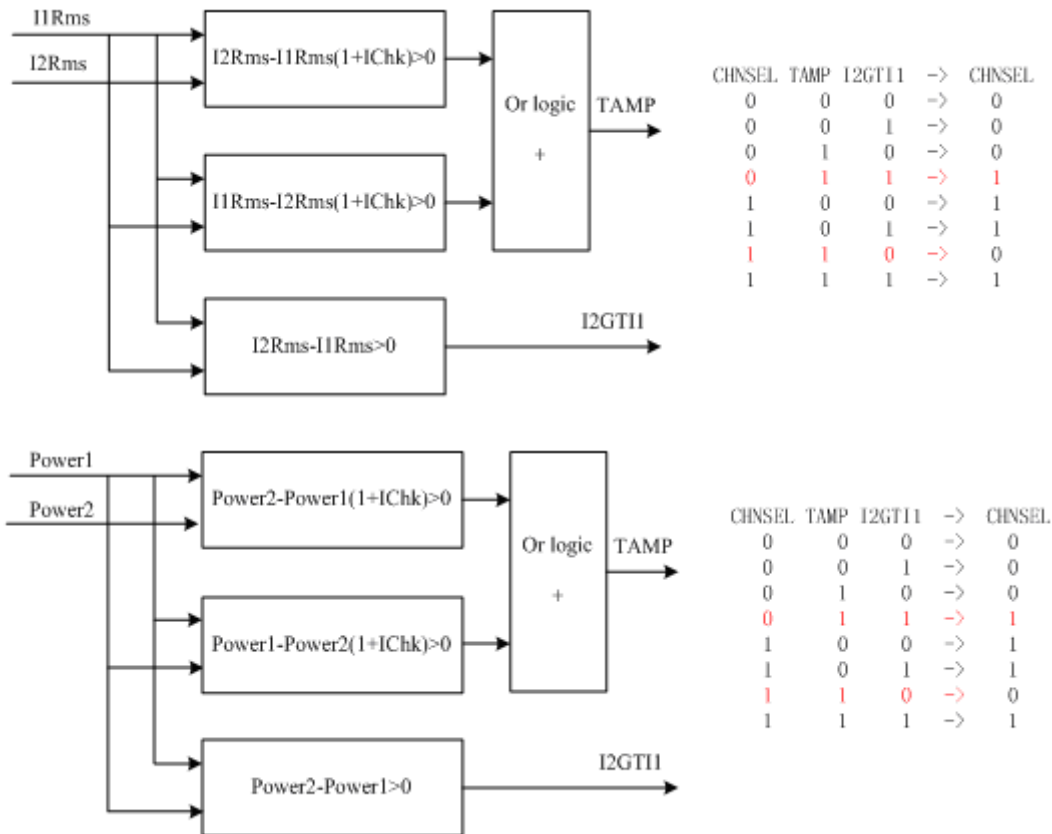 I1Rms
I2Rms
I2Rms-I1Rms(1+IChk)>0
I1Rms-I2Rms(1+IChk)>0
Or logic
+
TAMP
I2Rms-I1Rms>0
I2GTI1
CHNSEL TAMP I2GTI1 -> CHNSEL
0 0 0 -> 0
0 0 1 -> 0
0 1 0 -> 0
0 1 1 -> 1
1 0 0 -> 1
1 0 1 -> 1
1 1 0 -> 0
1 1 1 -> 1
Power1
Power2
Power2-Power1(1+IChk)>0
Power1-Power2(1+IChk)>0
Or logic
+
TAMP
Power2-Power1>0
I2GTI1
CHNSEL TAMP I2GTI1 -> CHNSEL
0 0 0 -> 0
0 0 1 -> 0
0 1 0 -> 0
0 1 1 -> 1
1 0 0 -> 1
1 0 1 -> 1
1 1 0 -> 0
1 1 1 -> 1